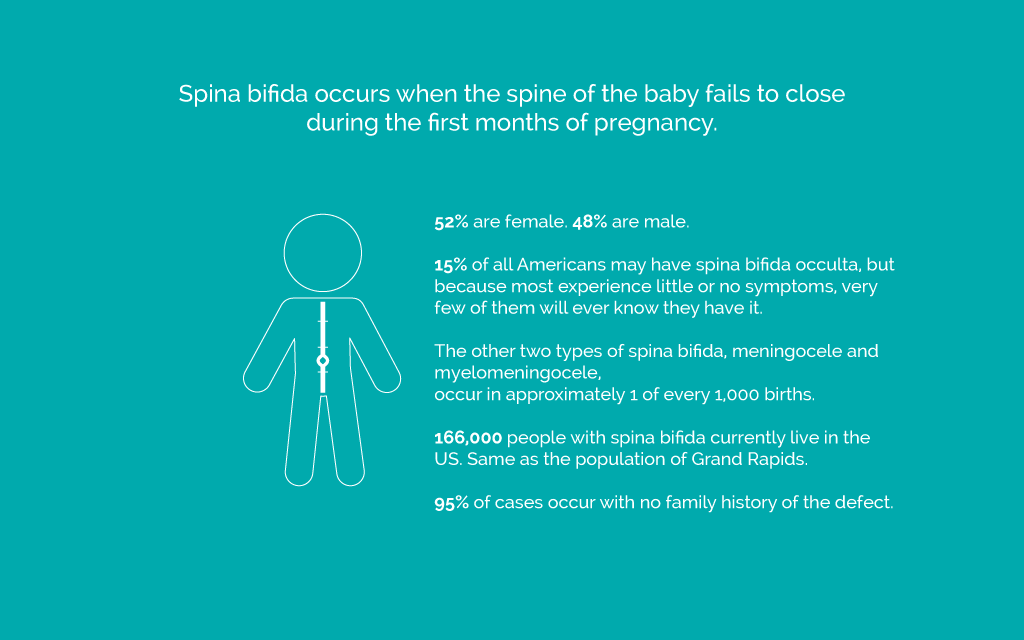 Spina bifida occurs when the spine of the baby fails to close
during the first months of pregnancy.
52% are female. 48% are male.
15% of all Americans may have spina bifida occulta, but
because most experience little or no symptoms, very
few of them will ever know they have it.
The other two types of spina bifida, meningocele and
myelomeningocele,
occur in approximately 1 of every 1,000 births.
166,000 people with spina bifida currently live in the
US. Same as the population of Grand Rapids.
95% of cases occur with no family history of the defect.